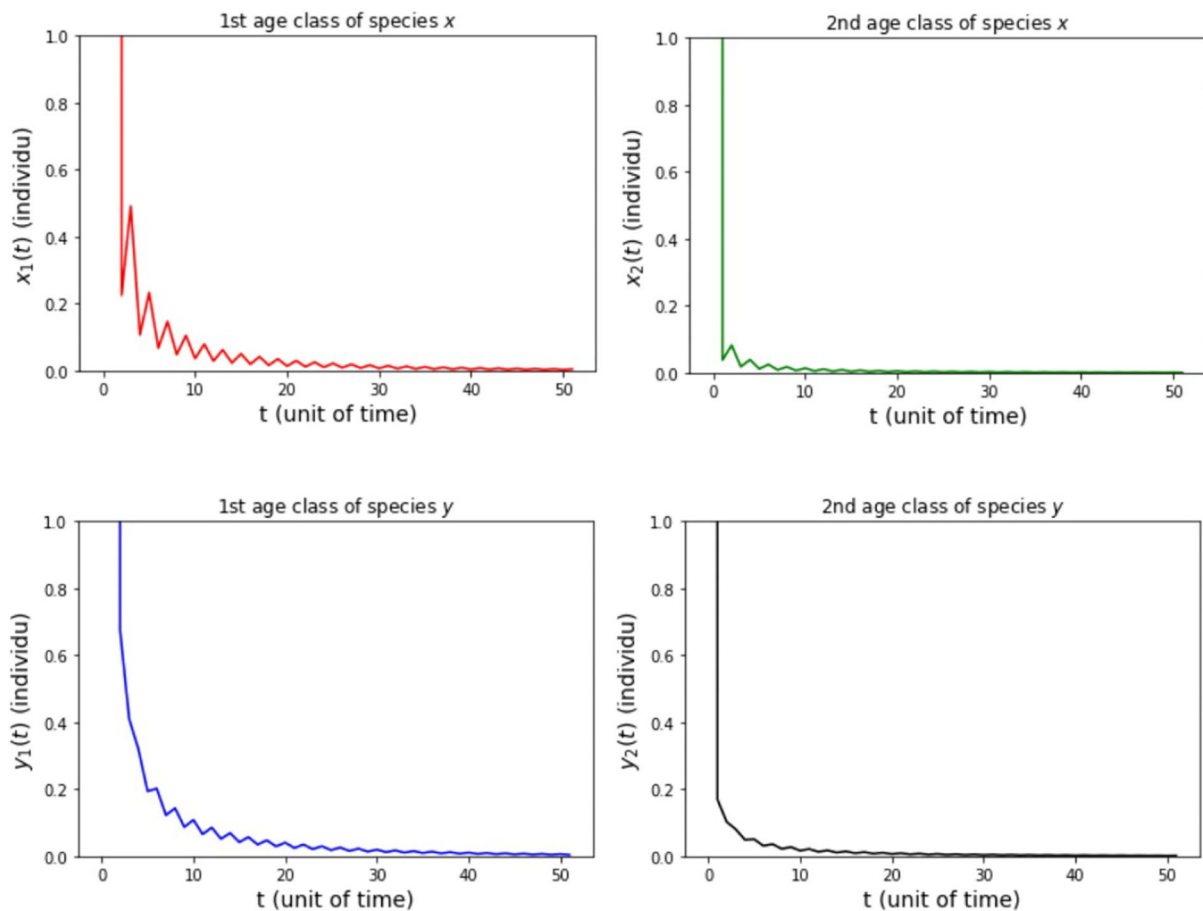 1st age class of species x
1.0
0.8
0.6
0.4
0.2
0.0
x₁(t) (individu)
0 10 20 30 40 50
t (unit of time)
2nd age class of species x
1.0
0.8
0.6
0.4
0.2
0.0
x₂(t) (individu)
0 10 20 30 40 50
t (unit of time)
1st age class of species y
1.0
0.8
0.6
0.4
0.2
0.0
y₁(t) (individu)
0 10 20 30 40 50
t (unit of time)
2nd age class of species y
1.0
0.8
0.6
0.4
0.2
0.0
y₂(t) (individu)
0 10 20 30 40 50
t (unit of time)